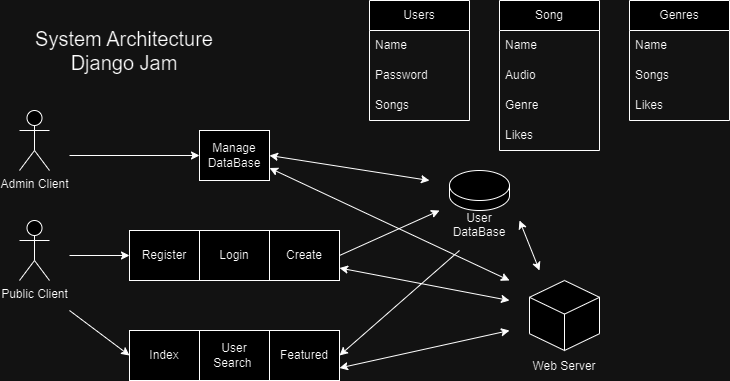 System Architecture
Django Jam
Users
Name
Password
Songs
Song
Name
Audio
Genre
Likes
Genres
Name
Songs
Likes
Admin Client
Manage
DataBase
User
DataBase
Public Client
Register
Login
Create
Index
User
Search
Featured
Web Server